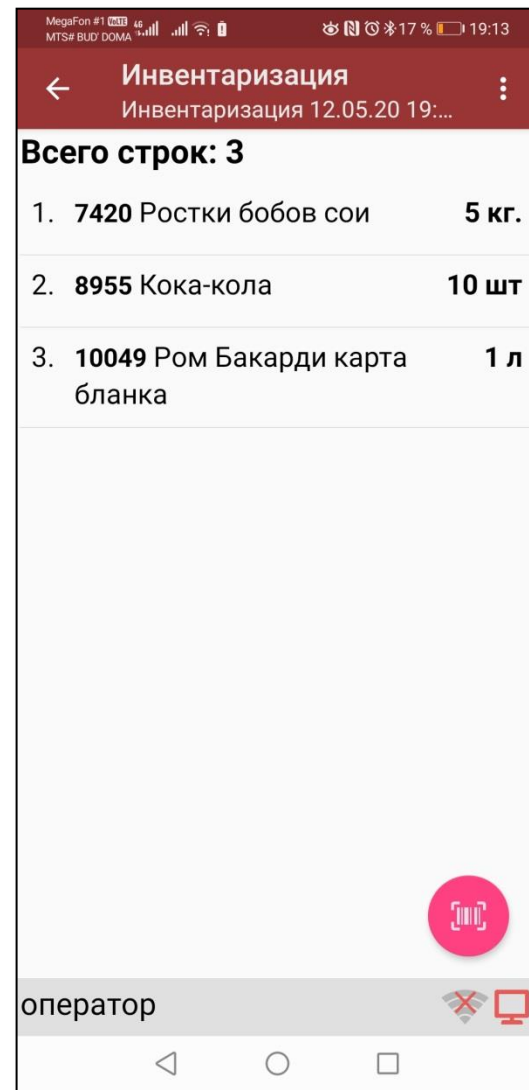 MegaFon #1 VoLTE 4G 17 % 19:13
MTS# BUD' DOMA
Инвентаризация
Инвентаризация 12.05.20 19:...
Всего строк: 3
1. 7420 Ростки бобов сои 5 кг.
2. 8955 Кока-кола 10 шт
3. 10049 Ром Бакарди карта 1 л
бланка
оператор